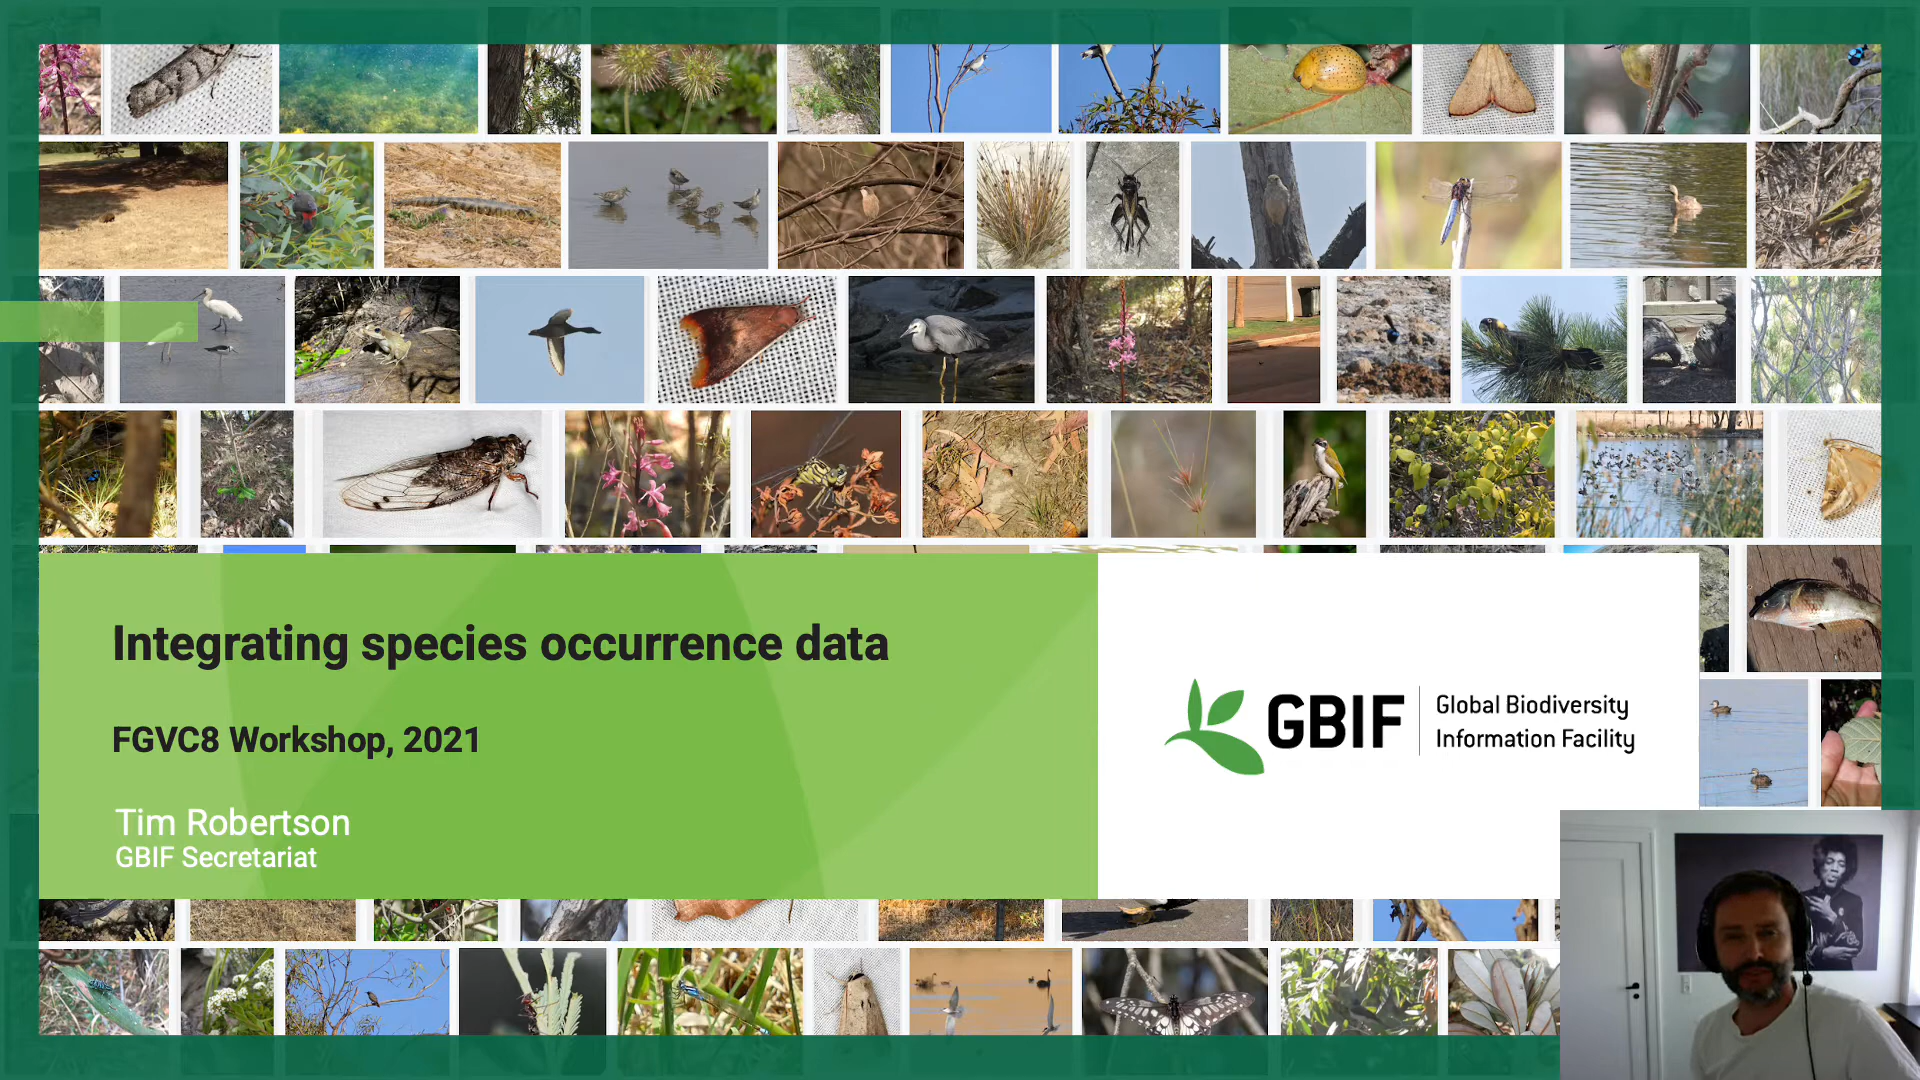 Integrating species occurrence data
FGVC8 Workshop, 2021
Tim Robertson
GBIF Secretariat
GBIF
Global Biodiversity
Information Facility